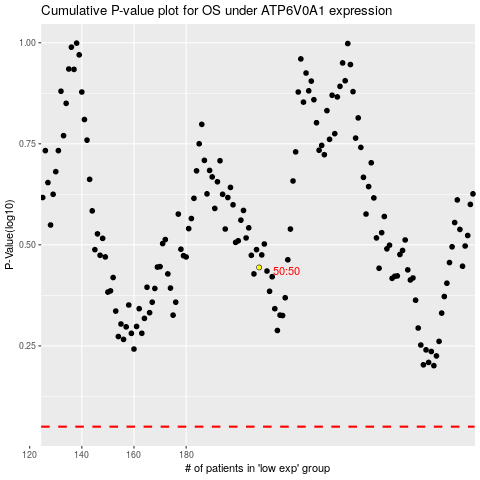 Cumulative P-value plot for OS under ATP6V0A1 expression
P-Value(log10)
1.00
0.75
0.50
0.25
50:50
120 140 160 180
# of patients in 'low exp' group